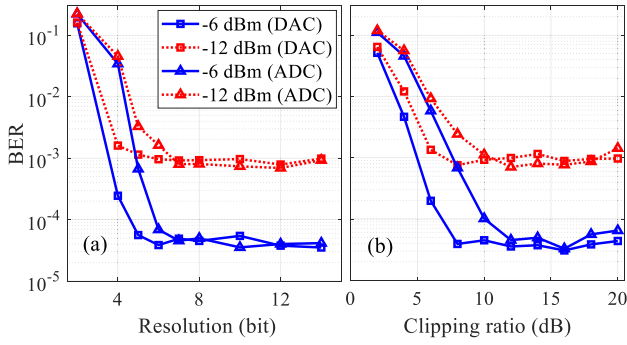 10^-1
10^-2
10^-3
10^-4
10^-5
BER
-6 dBm (DAC)
-12 dBm (DAC)
-6 dBm (ADC)
-12 dBm (ADC)
(a)
4
8
12
Resolution (bit)
(b)
0
5
10
15
20
Clipping ratio (dB)